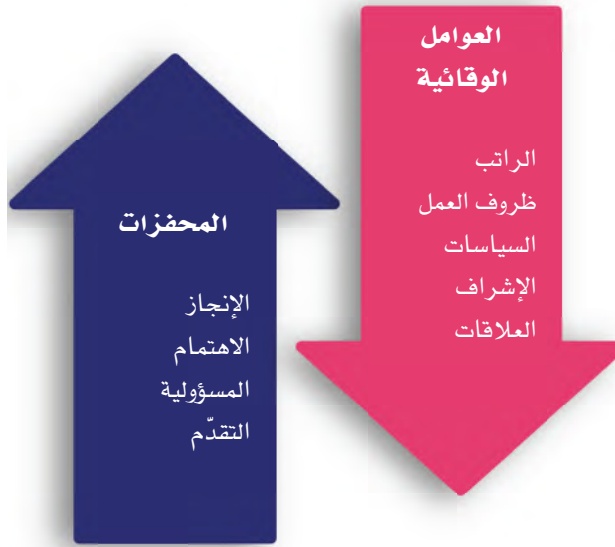 العوامل
الوقائية
الراتب
ظروف العمل
السياسات
الإشراف
العلاقات
المحفزات
الإنجاز
الاهتمام
المسؤولية
التقدّم